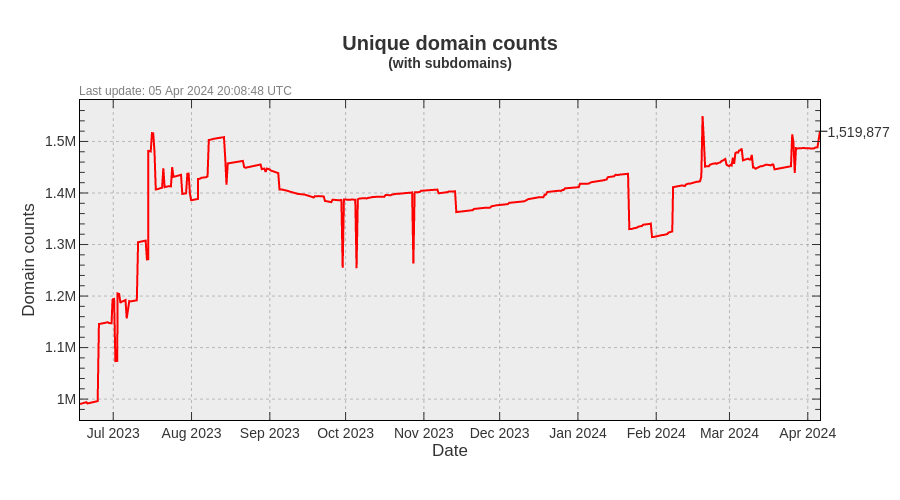 Unique domain counts
(with subdomains)
Last update: 05 Apr 2024 20:08:48 UTC
1,519,877
1.5M
1.4M
1.3M
1.2M
1.1M
1M
Domain counts
Jul 2023 Aug 2023 Sep 2023 Oct 2023 Nov 2023 Dec 2023 Jan 2024 Feb 2024 Mar 2024 Apr 2024
Date